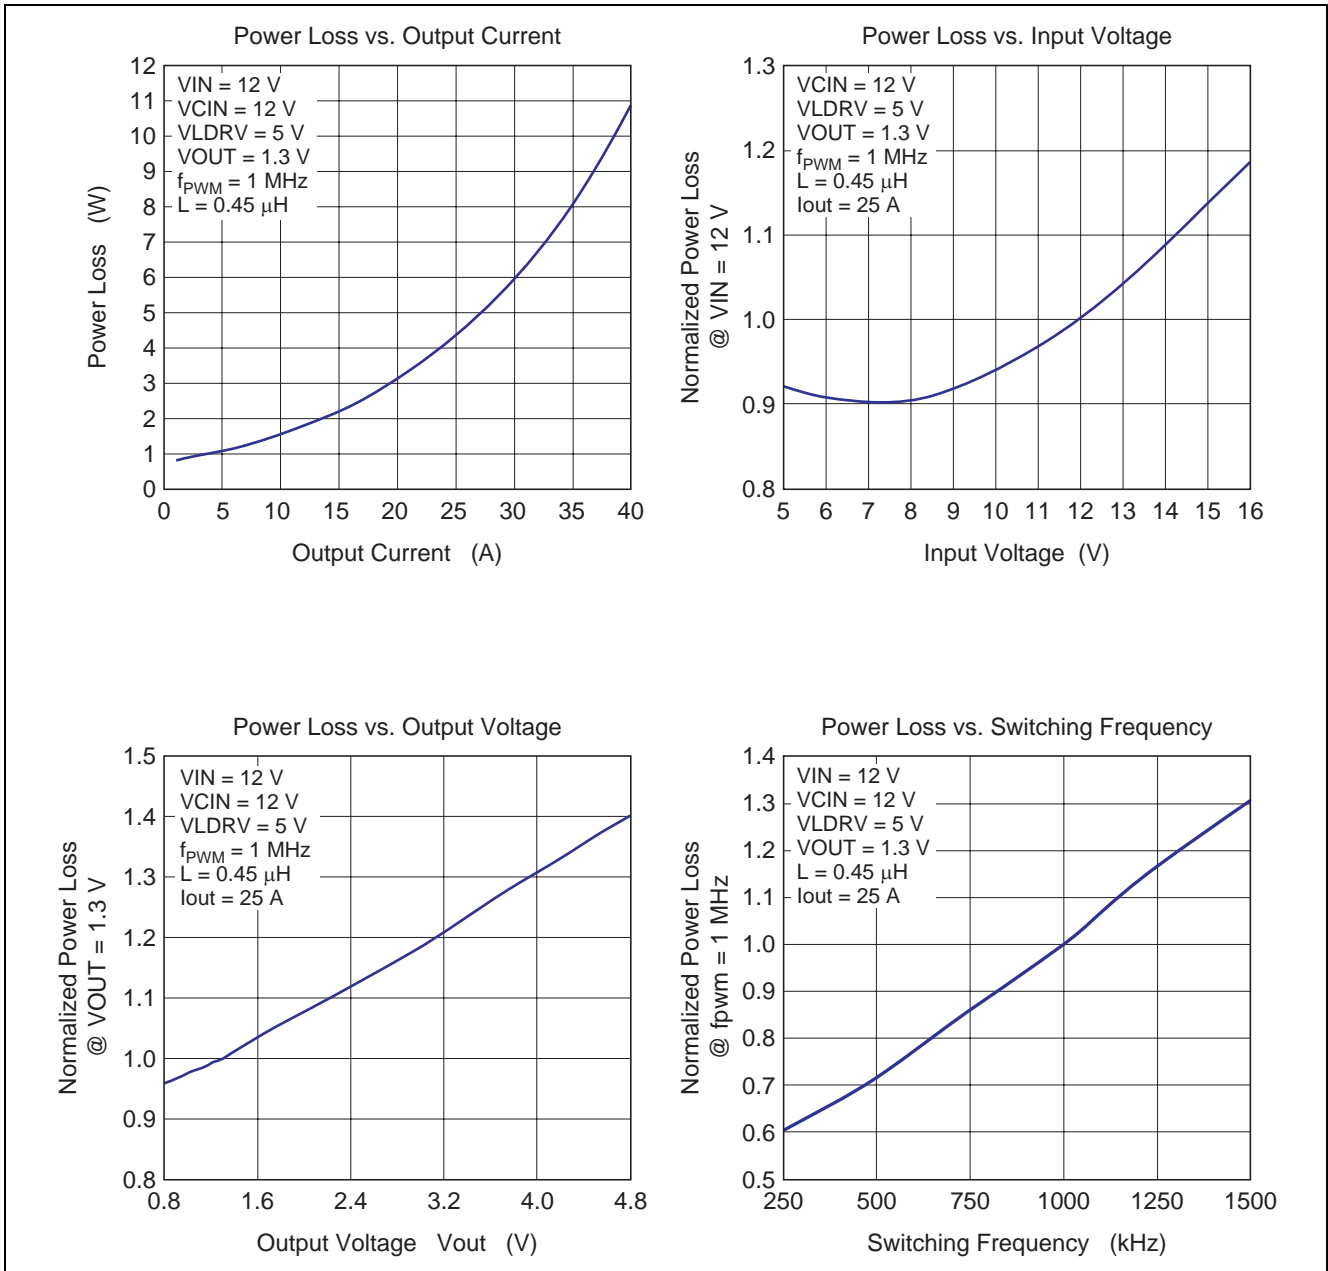 Power Loss vs. Output Current
12
11
10
9
8
7
6
5
4
3
2
1
0
Power Loss (W)
VIN = 12 V
VCIN = 12 V
VLDRV = 5 V
VOUT = 1.3 V
fPWM = 1 MHz
L = 0.45 μH
0 5 10 15 20 25 30 35 40
Output Current (A)
Power Loss vs. Input Voltage
1.3
1.2
1.1
1.0
0.9
0.8
Normalized Power Loss
@ VIN = 12 V
VCIN = 12 V
VLDRV = 5 V
VOUT = 1.3 V
fPWM = 1 MHz
L = 0.45 μH
Iout = 25 A
5 6 7 8 9 10 11 12 13 14 15 16
Input Voltage (V)
Power Loss vs. Output Voltage
1.5
1.4
1.3
1.2
1.1
1.0
0.9
0.8
Normalized Power Loss
@ VOUT = 1.3 V
VIN = 12 V
VCIN = 12 V
VLDRV = 5 V
fPWM = 1 MHz
L = 0.45 μH
Iout = 25 A
0.8 1.6 2.4 3.2 4.0 4.8
Output Voltage Vout (V)
Power Loss vs. Switching Frequency
1.4
1.3
1.2
1.1
1.0
0.9
0.8
0.7
0.6
0.5
Normalized Power Loss
@ fpwm = 1 MHz
VIN = 12 V
VCIN = 12 V
VLDRV = 5 V
VOUT = 1.3 V
L = 0.45 μH
Iout = 25 A
250 500 750 1000 1250 1500
Switching Frequency (kHz)